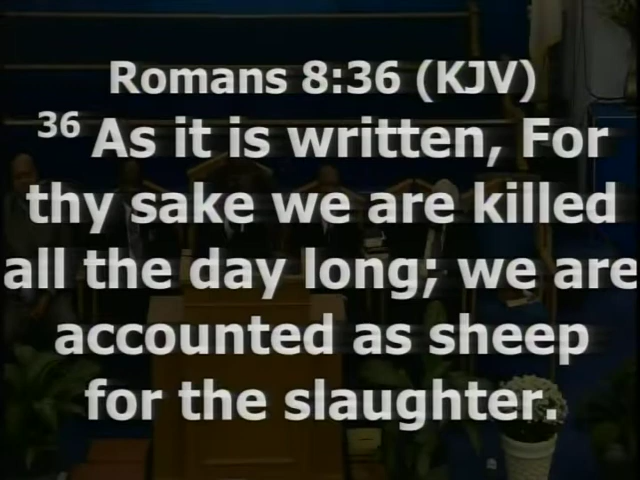 Romans 8:36 (KJV)
36 As it is written, For
thy sake we are killed
all the day long; we are
accounted as sheep
for the slaughter.